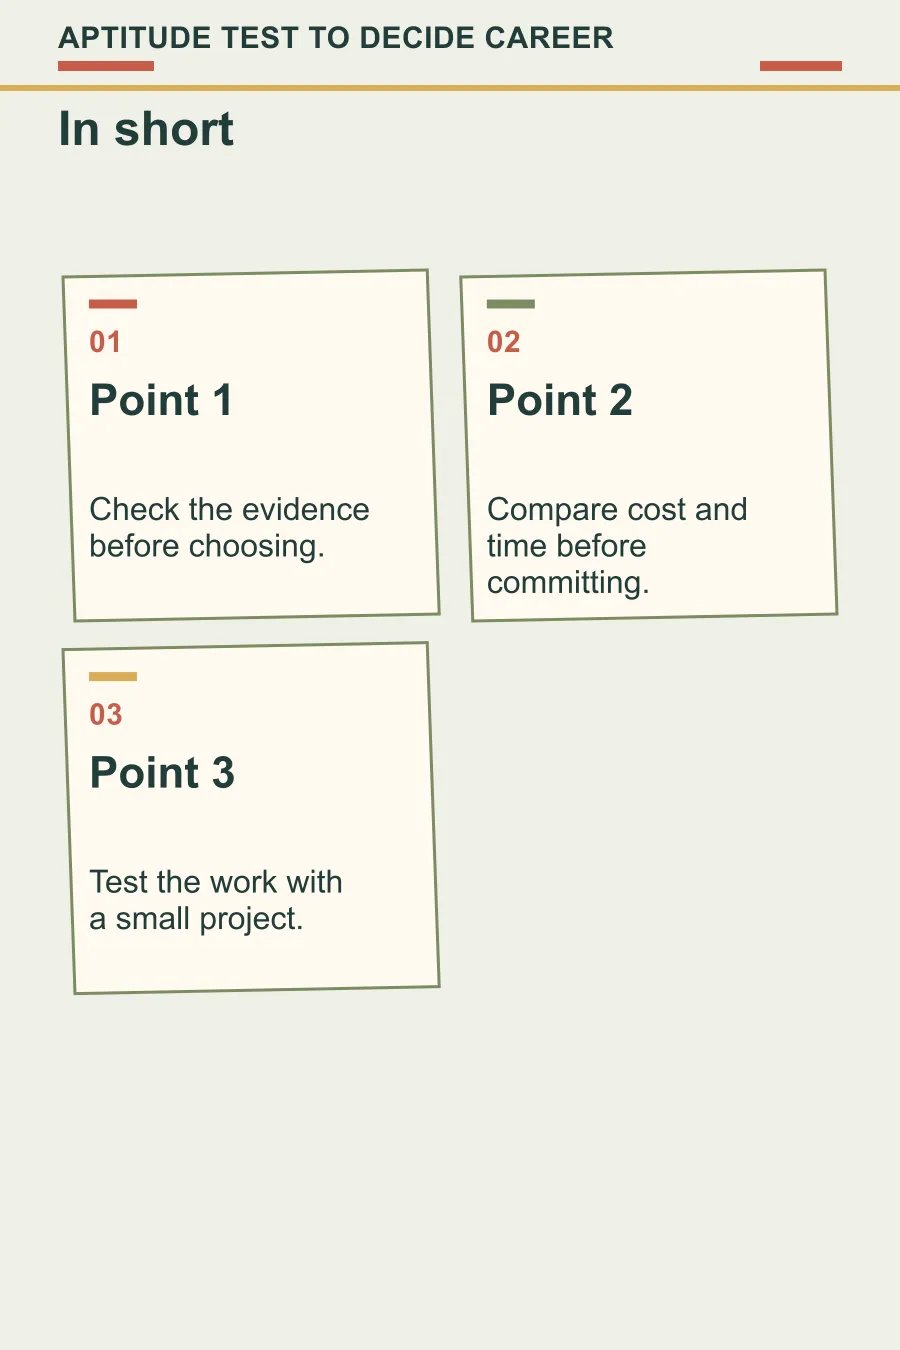 APTITUDE TEST TO DECIDE CAREER
In short
01
Point 1
Check the evidence
before choosing.
02
Point 2
Compare cost and
time before
committing.
03
Point 3
Test the work with
a small project.